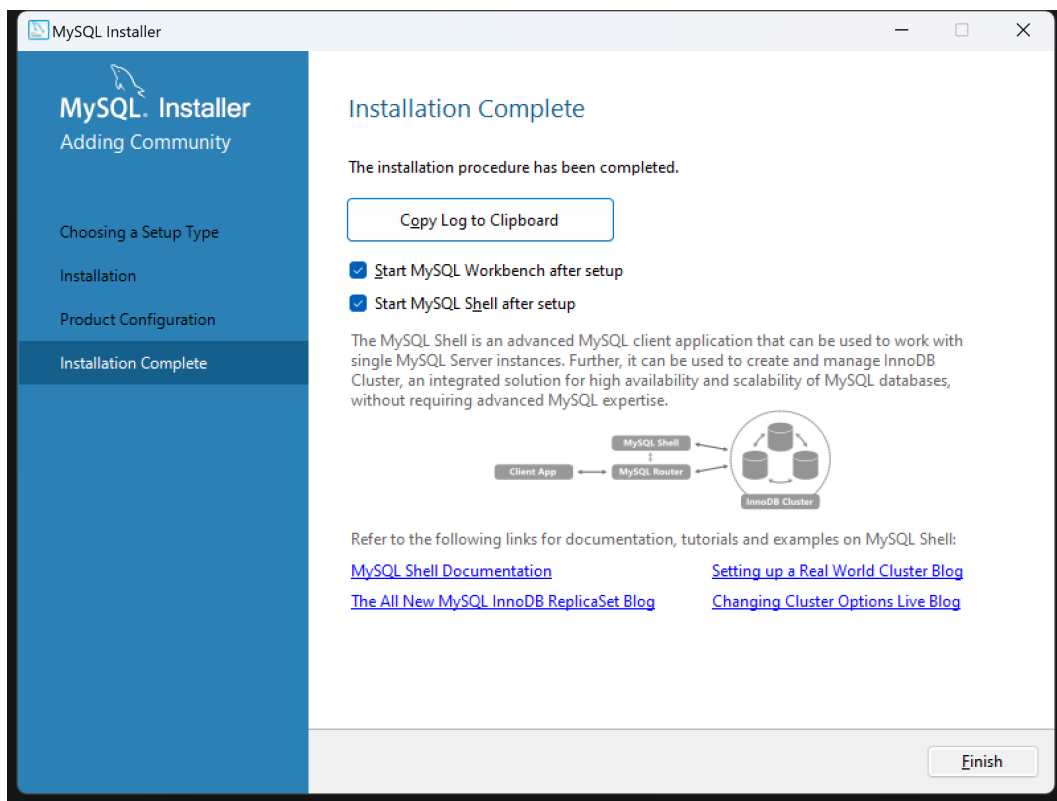 MySQL Installer
MySQL. Installer
Adding Community
Choosing a Setup Type
Installation
Product Configuration
Installation Complete
Installation Complete
The installation procedure has been completed.
Copy Log to Clipboard
Start MySQL Workbench after setup
Start MySQL Shell after setup
The MySQL Shell is an advanced MySQL client application that can be used to work with
single MySQL Server instances. Further, it can be used to create and manage InnoDB
Cluster, an integrated solution for high availability and scalability of MySQL databases,
without requiring advanced MySQL expertise.
MySQL Shell
Client App
MySQL Router
InnoDB Cluster
Refer to the following links for documentation, tutorials and examples on MySQL Shell:
MySQL Shell Documentation
Setting up a Real World Cluster Blog
The All New MySQL InnoDB ReplicaSet Blog
Changing Cluster Options Live Blog
Finish